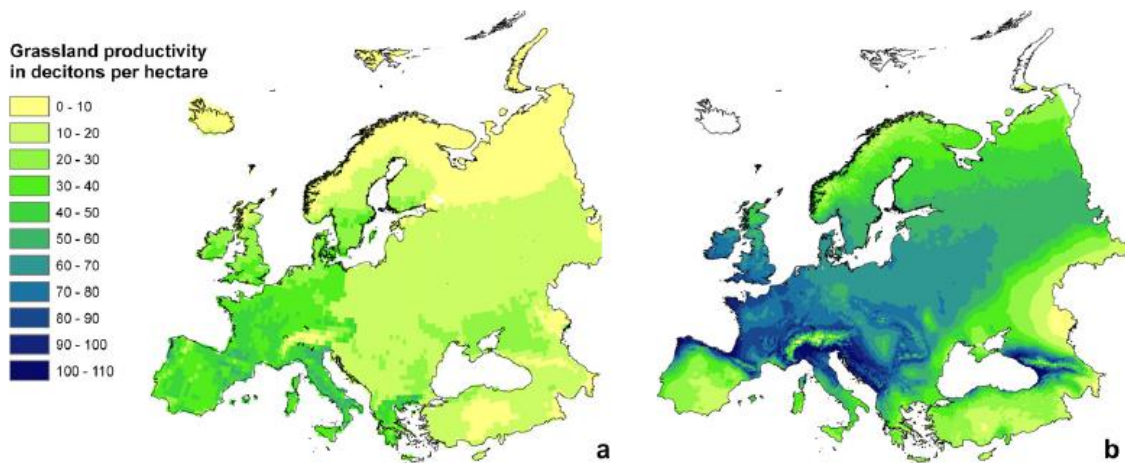 Grassland productivity
in decitons per hectare
0 - 10
10 - 20
20 - 30
30 - 40
40 - 50
50 - 60
60 - 70
70 - 80
80 - 90
90 - 100
100 - 110
a
b